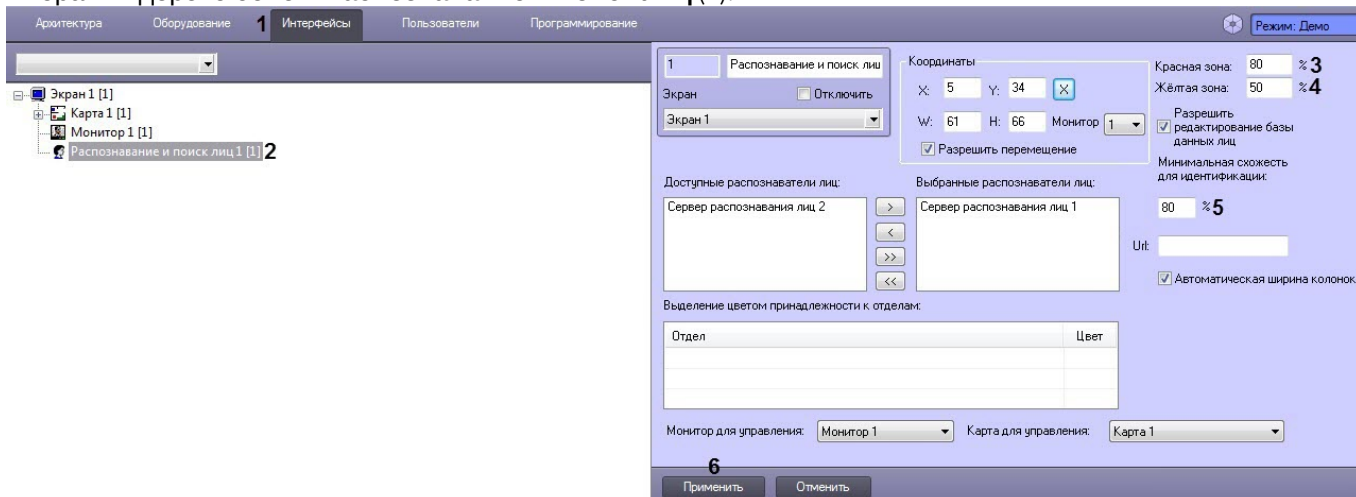 Архитектура Оборудование 1 Интерфейсы Пользователи Программирование Режим: Демо
Экран 1 [1]
Карта 1 [1]
Монитор 1 [1]
Распознавание и поиск лиц 1 [1] 2
1 Распознавание и поиск лиц
Экран Отключить
Экран 1
Координаты
X: 5 Y: 34 X
W: 61 H: 66 Монитор 1
Разрешить перемещение
Красная зона: 80 % 3
Жёлтая зона: 50 % 4
Разрешить
редактирование базы
данных лиц
Минимальная схожесть
для идентификации:
80 % 5
Url:
Автоматическая ширина колонок
Доступные распознаватели лиц:
Сервер распознавания лиц 2
>
<
>>
<<
Выбранные распознаватели лиц:
Сервер распознавания лиц 1
Выделение цветом принадлежности к отделам:
Отдел Цвет
Монитор для управления: Монитор 1 Карта для управления: Карта 1
6
Применить Отменить